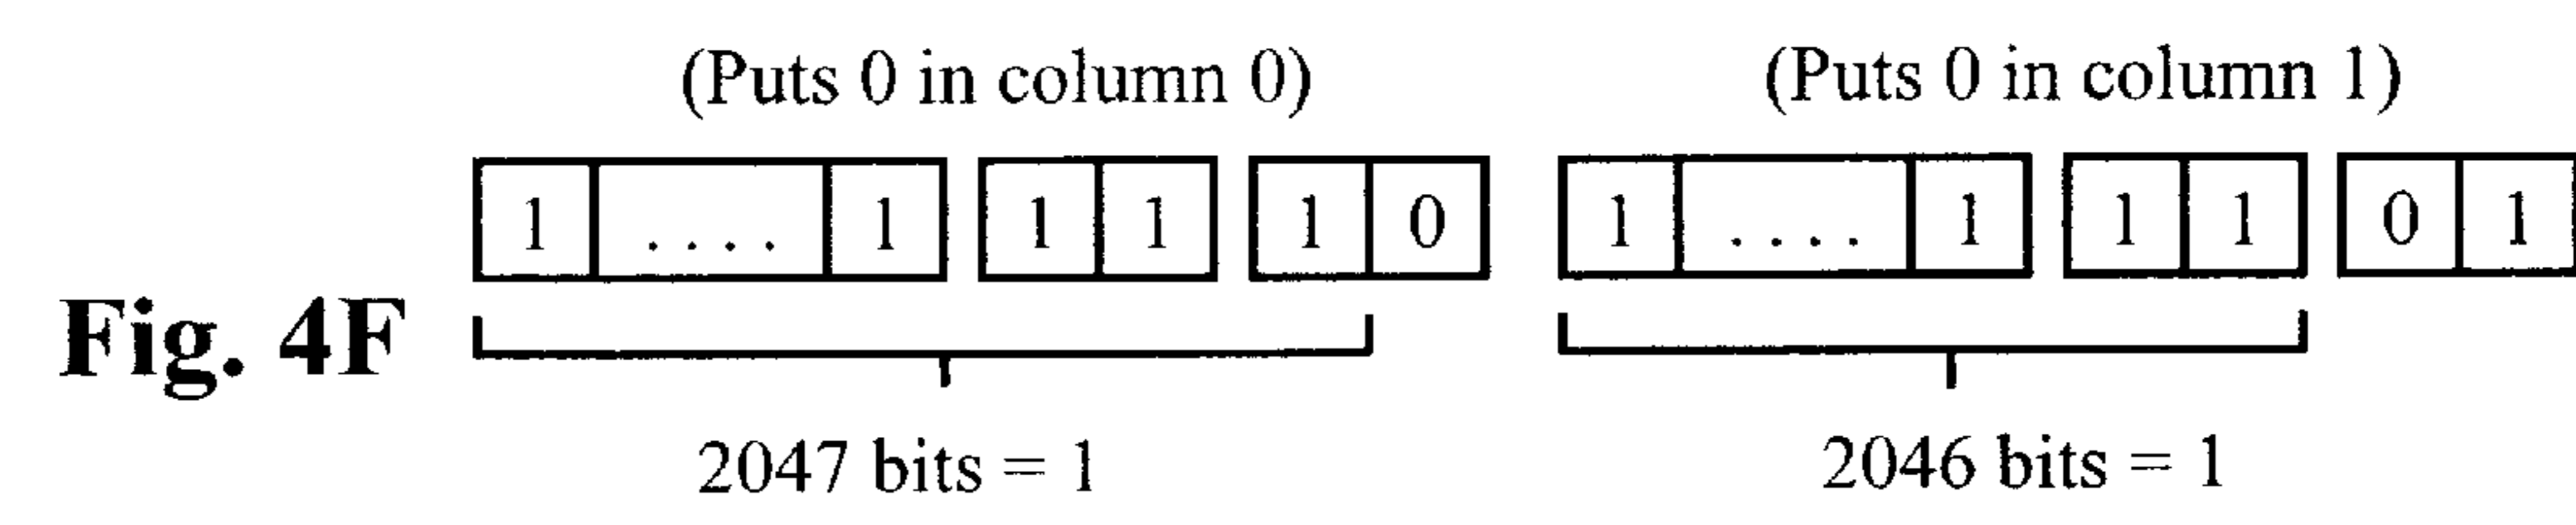 (Puts 0 in column 0) (Puts 0 in column 1)
1 .... 1 1 1 1 0 1 .... 1 1 1 0 1
Fig. 4F
2047 bits = 1 2046 bits = 1